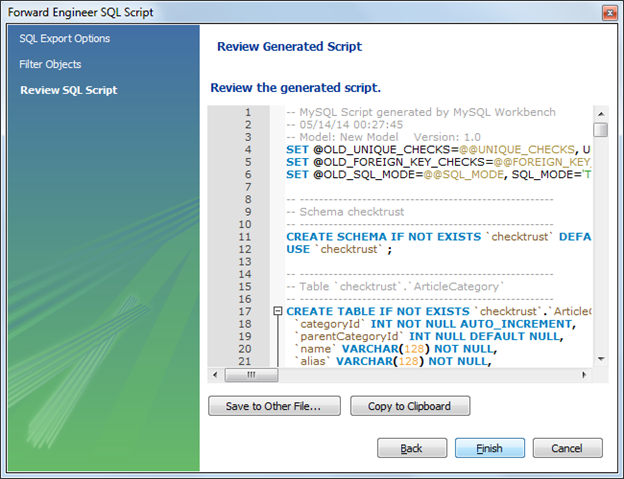 Forward Engineer SQL Script
SQL Export Options
Filter Objects
Review SQL Script
Review Generated Script
Review the generated script.
1 -- MySQL Script generated by MySQL Workbench
2 -- 05/14/14 00:27:45
3 -- Model: New Model    Version: 1.0
4 SET @OLD_UNIQUE_CHECKS=@@UNIQUE_CHECKS, U
5 SET @OLD_FOREIGN_KEY_CHECKS=@@FOREIGN_KEY_
6 SET @OLD_SQL_MODE=@@SQL_MODE, SQL_MODE='T
7
8 -- -----------------------------------------------------
9 -- Schema checktrust
10 -- -----------------------------------------------------
11 CREATE SCHEMA IF NOT EXISTS `checktrust` DEFA
12 USE `checktrust` ;
13
14 -- -----------------------------------------------------
15 -- Table `checktrust`.`ArticleCategory`
16 -- -----------------------------------------------------
17 CREATE TABLE IF NOT EXISTS `checktrust`.`ArticleC
18 `categoryId` INT NOT NULL AUTO_INCREMENT,
19 `parentCategoryId` INT NULL DEFAULT NULL,
20 `name` VARCHAR(128) NOT NULL,
21 `alias` VARCHAR(128) NOT NULL,
Save to Other File... Copy to Clipboard
Back Finish Cancel